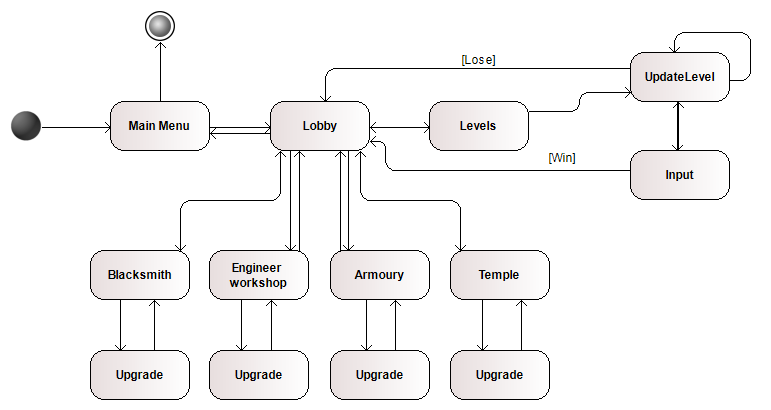 [Lose]
UpdateLevel
Main Menu
Lobby
Levels
[Win]
Input
Blacksmith
Engineer
workshop
Armoury
Temple
Upgrade
Upgrade
Upgrade
Upgrade